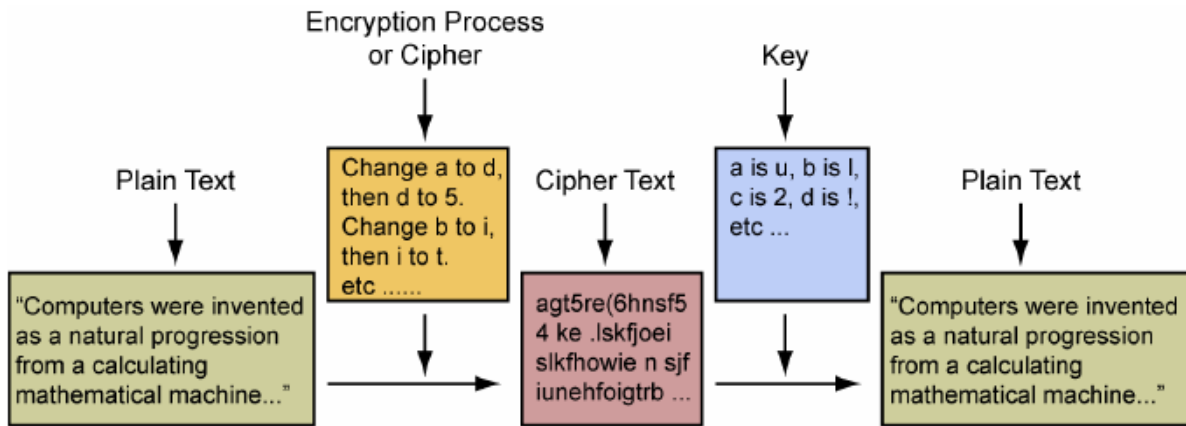 Encryption Process
or Cipher
Key
Plain Text
Change a to d,
then d to 5.
Change b to i,
then i to t.
etc ......
Cipher Text
a is u, b is l,
c is 2, d is !,
etc ...
Plain Text
“Computers were invented
as a natural progression
from a calculating
mathematical machine...”
agt5re(6hnsf5
4 ke .lskfjoei
slkfhowie n sjf
iunehfoigtrb ...
“Computers were invented
as a natural progression
from a calculating
mathematical machine...”